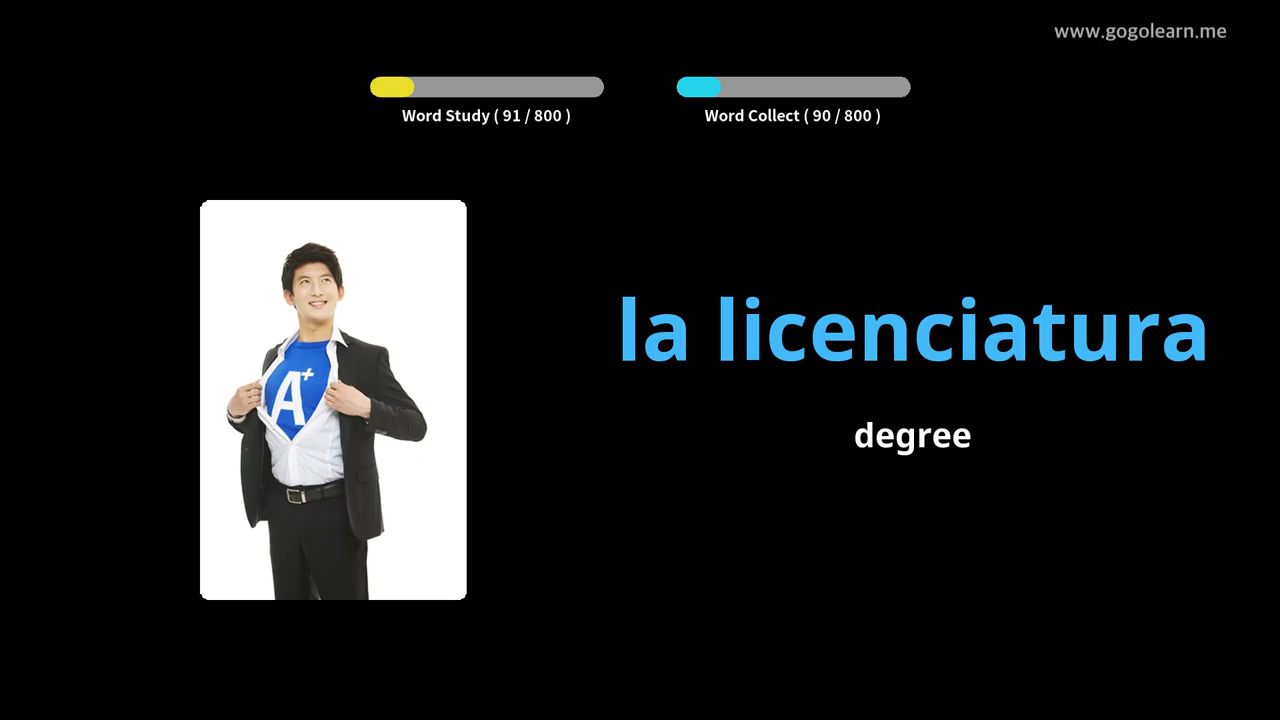 www.gogolearn.me
Word Study ( 91 / 800 )
Word Collect ( 90 / 800 )
A+
la licenciatura
degree